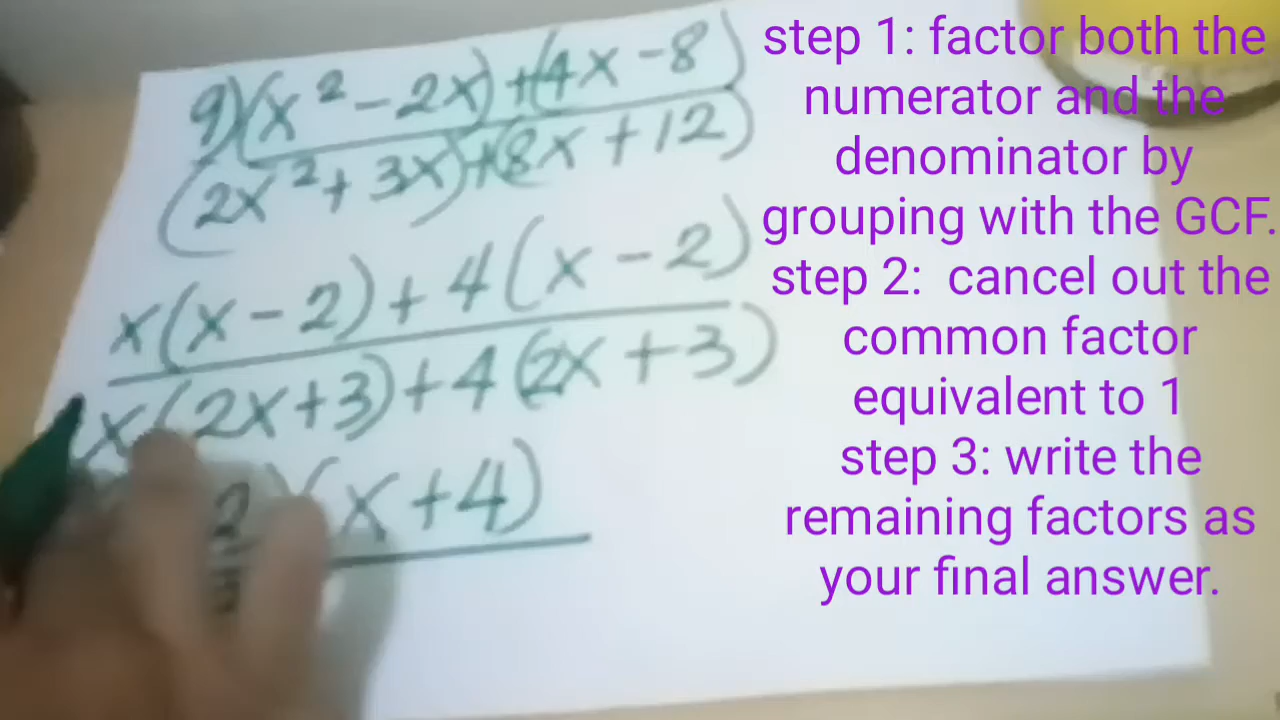 9) (x² - 2x) + (4x - 8)
(2x² + 3x) + (8x + 12)
x(x - 2) + 4(x - 2)
x(2x + 3) + 4(2x + 3)
2)(x + 4)
step 1: factor both the
numerator and the
denominator by
grouping with the GCF.
step 2: cancel out the
common factor
equivalent to 1
step 3: write the
remaining factors as
your final answer.